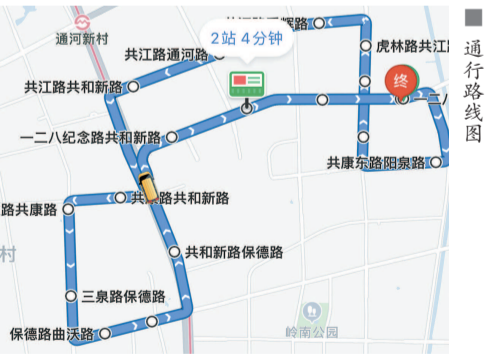 通河新村
2站 4分钟
虎林路共江
共江路通河路
共江路共和新路
终
一二八
一二八纪念路共和新路
共康东路阳泉路
路共康路
路共和新路
共和新路保德路
村
三泉路保德路
保德路曲沃路
岭南公园
通行路线图